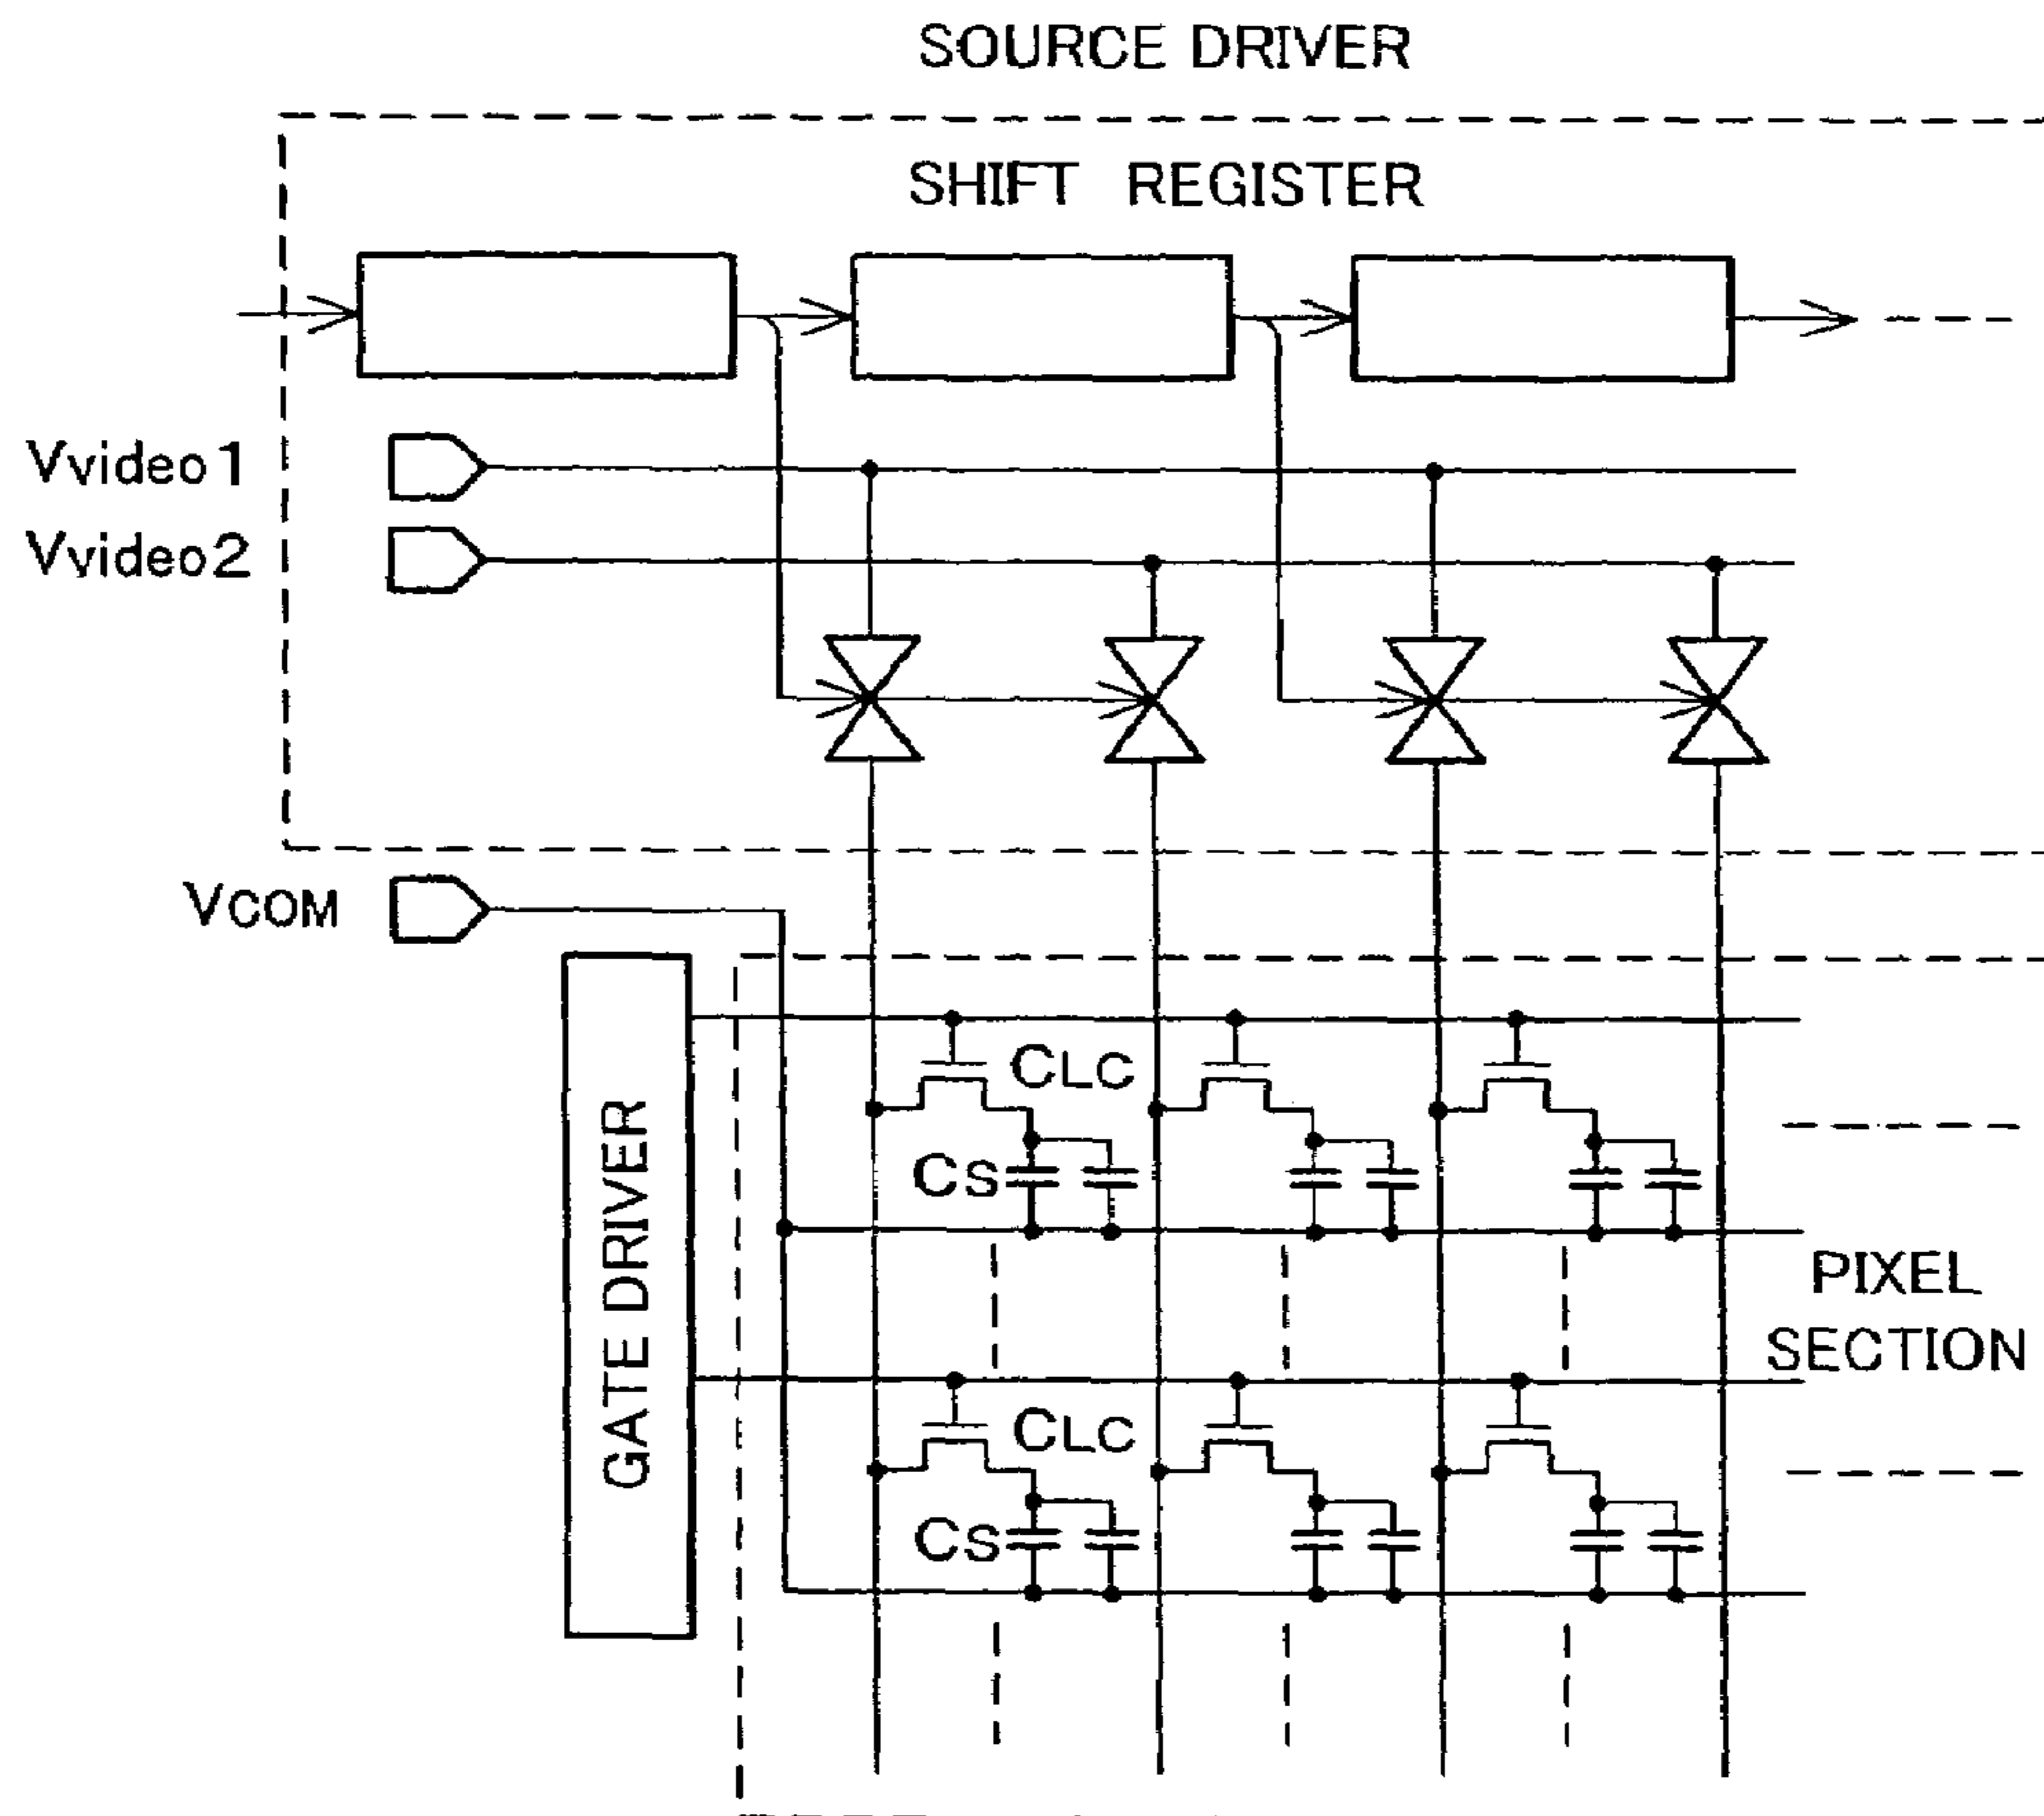 SOURCE DRIVER
SHIFT REGISTER
Vvideo1
Vvideo2
VCOM
GATE DRIVER
CLC
CS
PIXEL
SECTION
CLC
CS